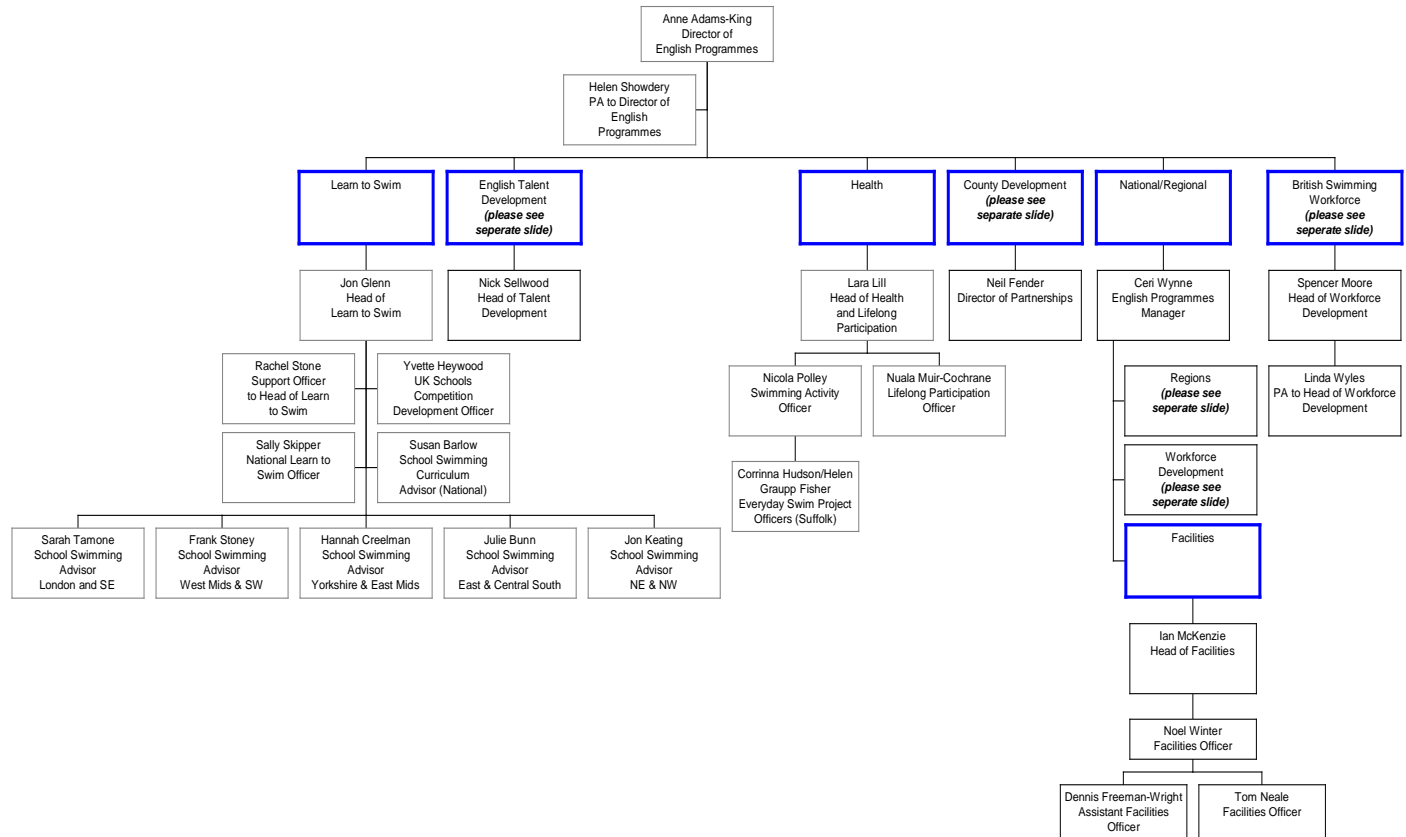 Anne Adams-King
Director of
English Programmes
Helen Showdery
PA to Director of
English
Programmes
Learn to Swim
English Talent
Development
(please see
seperate slide)
Health
County Development
(please see
separate slide)
National/Regional
British Swimming
Workforce
(please see
seperate slide)
Jon Glenn
Head of
Learn to Swim
Nick Sellwood
Head of Talent
Development
Lara Lill
Head of Health
and Lifelong
Participation
Neil Fender
Director of Partnerships
Ceri Wynne
English Programmes
Manager
Spencer Moore
Head of Workforce
Development
Rachel Stone
Support Officer
to Head of Learn
to Swim
Yvette Heywood
UK Schools
Competition
Development Officer
Nicola Polley
Swimming Activity
Officer
Nuala Muir-Cochrane
Lifelong Participation
Officer
Regions
(please see
seperate slide)
Linda Wyles
PA to Head of Workforce
Development
Sally Skipper
National Learn to
Swim Officer
Susan Barlow
School Swimming
Curriculum
Advisor (National)
Corrinna Hudson/Helen
Graupp Fisher
Everyday Swim Project
Officers (Suffolk)
Workforce
Development
(please see
seperate slide)
Sarah Tamone
School Swimming
Advisor
London and SE
Frank Stoney
School Swimming
Advisor
West Mids & SW
Hannah Creelman
School Swimming
Advisor
Yorkshire & East Mids
Julie Bunn
School Swimming
Advisor
East & Central South
Jon Keating
School Swimming
Advisor
NE & NW
Facilities
Ian McKenzie
Head of Facilities
Noel Winter
Facilities Officer
Dennis Freeman-Wright
Assistant Facilities
Officer
Tom Neale
Facilities Officer